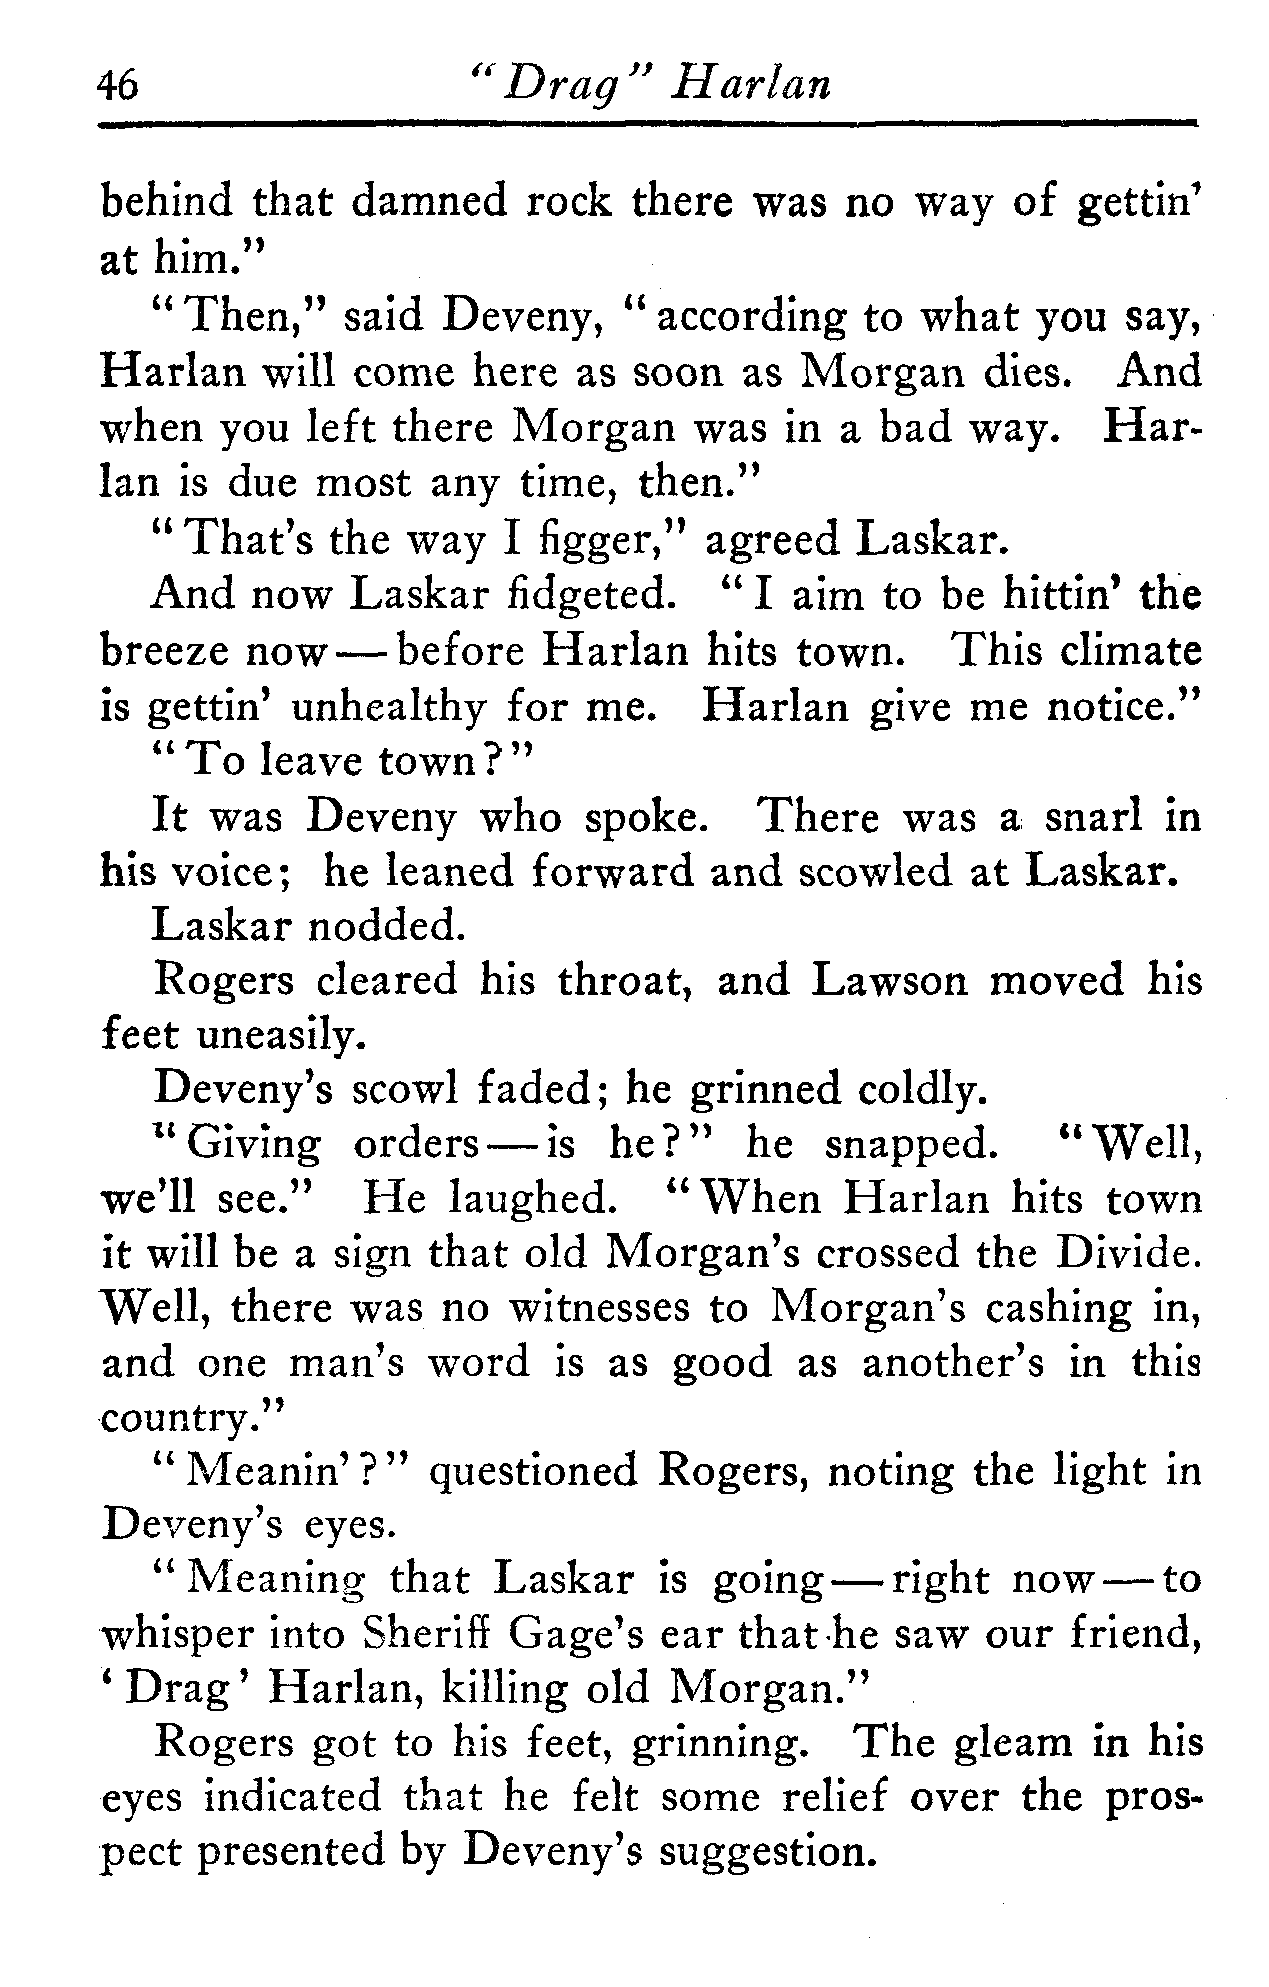 46 "Drag" Harlan
behind that damned rock there was no way of gettin'
at him."
"Then," said Deveny, "according to what you say,
Harlan will come here as soon as Morgan dies. And
when you left there Morgan was in a bad way. Har-
lan is due most any time, then."
"That's the way I figger," agreed Laskar.
And now Laskar fidgeted. "I aim to be hittin' the
breeze now—before Harlan hits town. This climate
is gettin' unhealthy for me. Harlan give me notice."
"To leave town?"
It was Deveny who spoke. There was a snarl in
his voice; he leaned forward and scowled at Laskar.
Laskar nodded.
Rogers cleared his throat, and Lawson moved his
feet uneasily.
Deveny's scowl faded; he grinned coldly.
"Giving orders—is he?" he snapped. "Well,
we'll see." He laughed. "When Harlan hits town
it will be a sign that old Morgan's crossed the Divide.
Well, there was no witnesses to Morgan's cashing in,
and one man's word is as good as another's in this
country."
"Meanin'?" questioned Rogers, noting the light in
Deveny's eyes.
"Meaning that Laskar is going—right now—to
whisper into Sheriff Gage's ear that he saw our friend,
'Drag' Harlan, killing old Morgan."
Rogers got to his feet, grinning. The gleam in his
eyes indicated that he felt some relief over the pros-
pect presented by Deveny's suggestion.